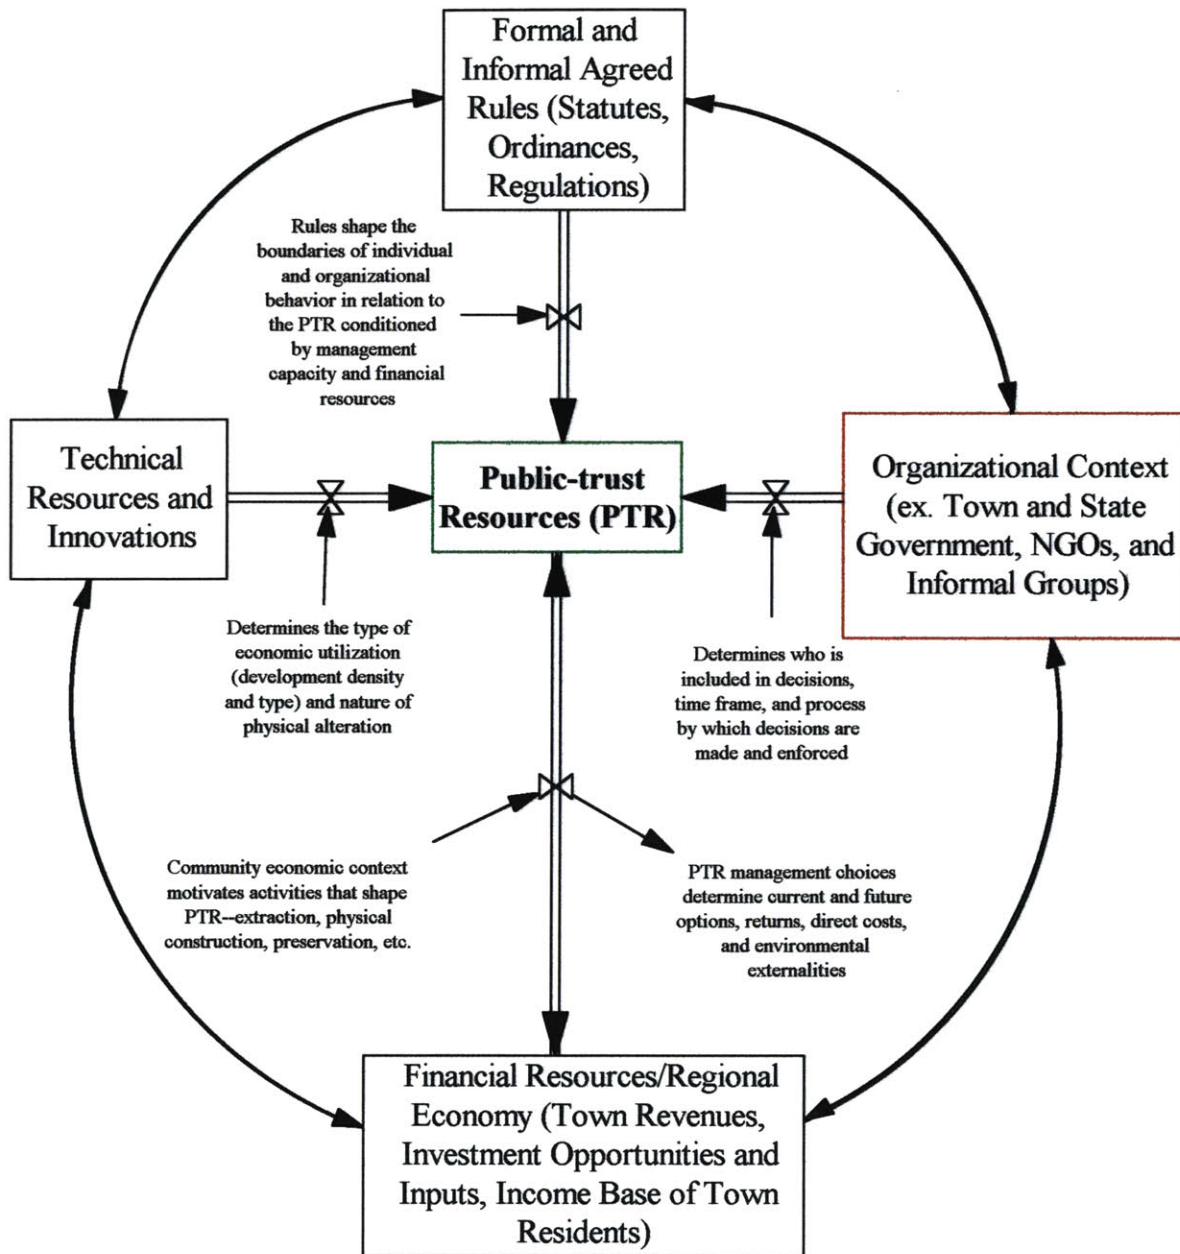 Formal and
Informal Agreed
Rules (Statutes,
Ordinances,
Regulations)
Rules shape the
boundaries of individual
and organizational
behavior in relation to
the PTR conditioned
by management
capacity and financial
resources
Technical
Resources and
Innovations
Public-trust
Resources (PTR)
Organizational Context
(ex. Town and State
Government, NGOs, and
Informal Groups)
Determines the type of
economic utilization
(development density
and type) and nature of
physical alteration
Determines who is
included in decisions,
time frame, and process
by which decisions are
made and enforced
Community economic context
motivates activities that shape
PTR--extraction, physical
construction, preservation, etc.
PTR management choices
determine current and future
options, returns, direct costs,
and environmental
externalities
Financial Resources/Regional
Economy (Town Revenues,
Investment Opportunities and
Inputs, Income Base of Town
Residents)